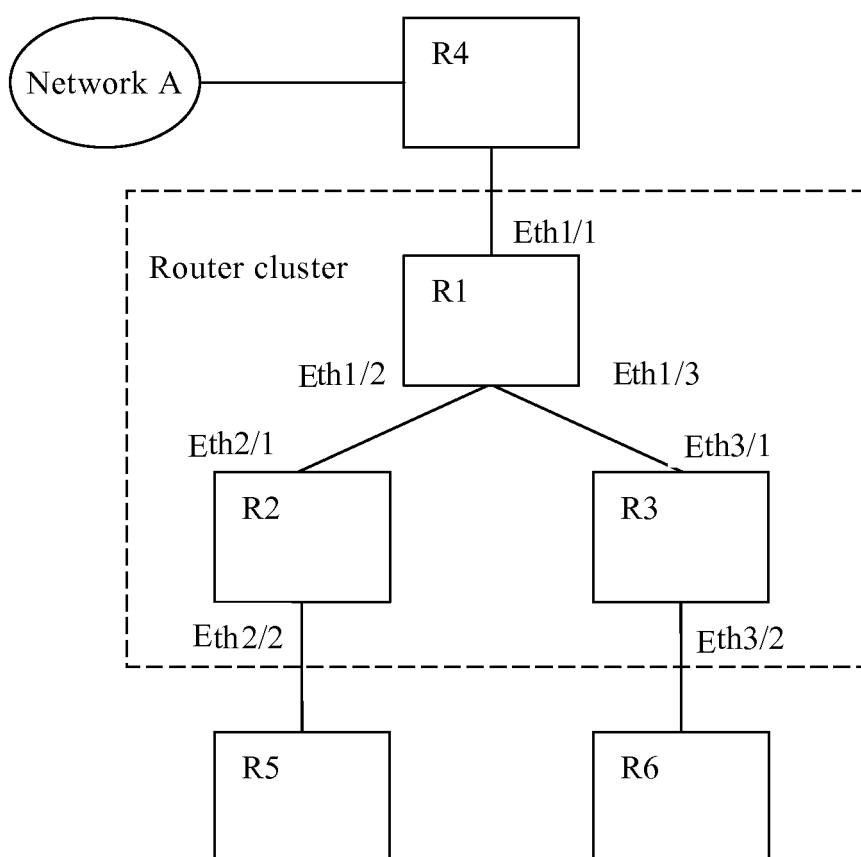 R4
Network A
Eth1/1
Router cluster
R1
Eth1/2
Eth1/3
Eth2/1
Eth3/1
R2
R3
Eth2/2
Eth3/2
R5
R6